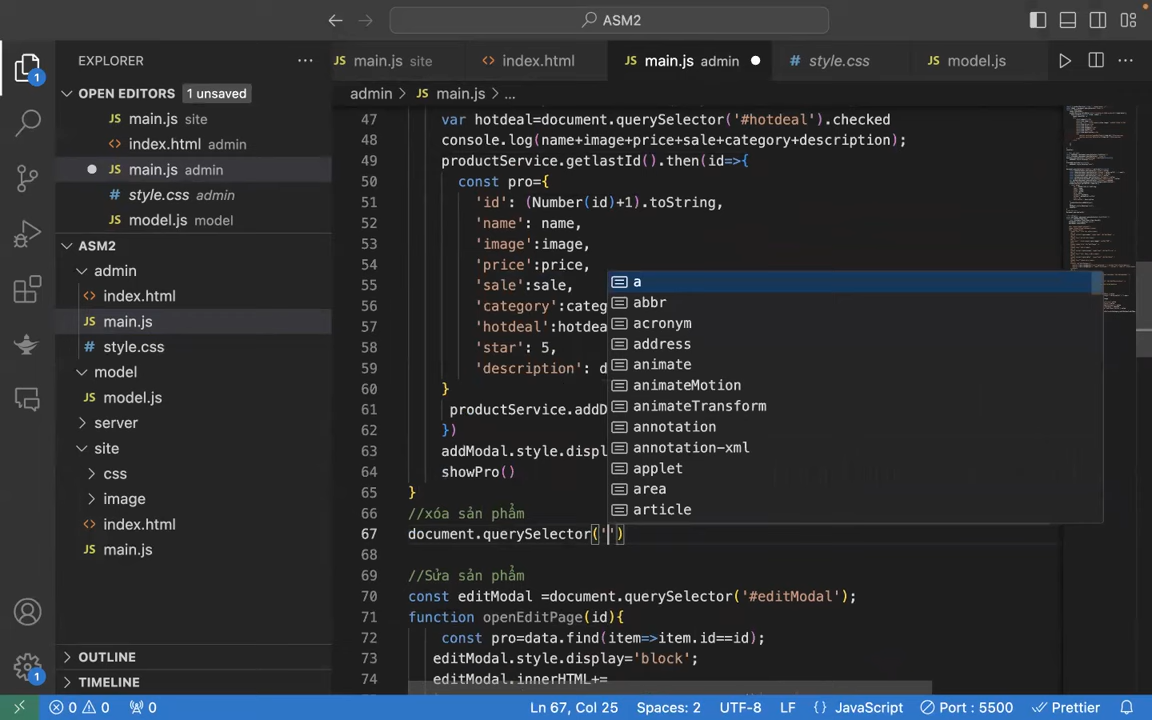 ASM2
EXPLORER
main.js site
index.html
main.js admin
style.css
model.js
OPEN EDITORS 1 unsaved
main.js site
index.html admin
main.js admin
style.css admin
model.js model
ASM2
admin
index.html
main.js
style.css
model
model.js
server
site
css
image
index.html
main.js
OUTLINE
TIMELINE
admin > JS main.js > ...
47 var hotdeal=document.querySelector('#hotdeal').checked
48 console.log(name+image+price+sale+category+description);
49 productService.getlastId().then(id=>{
50 const pro={
51 'id': (Number(id)+1).toString,
52 'name': name,
53 'image':image,
54 'price':price,
55 'sale':sale,
56 'category':categ
57 'hotdeal':hotdea
58 'star': 5,
59 'description': d
60 }
61 productService.addD
62 })
63 addModal.style.displ
64 showPro()
65 }
66 //xóa sản phẩm
67 document.querySelector('')
68
69 //Sửa sản phẩm
70 const editModal =document.querySelector('#editModal');
71 function openEditPage(id){
72 const pro=data.find(item=>item.id==id);
73 editModal.style.display='block';
74 editModal.innerHTML+=
a
abbr
acronym
address
animate
animateMotion
animateTransform
annotation
annotation-xml
applet
area
article
0 0 0 Ln 67, Col 25 Spaces: 2 UTF-8 LF {} JavaScript Port : 5500 Prettier